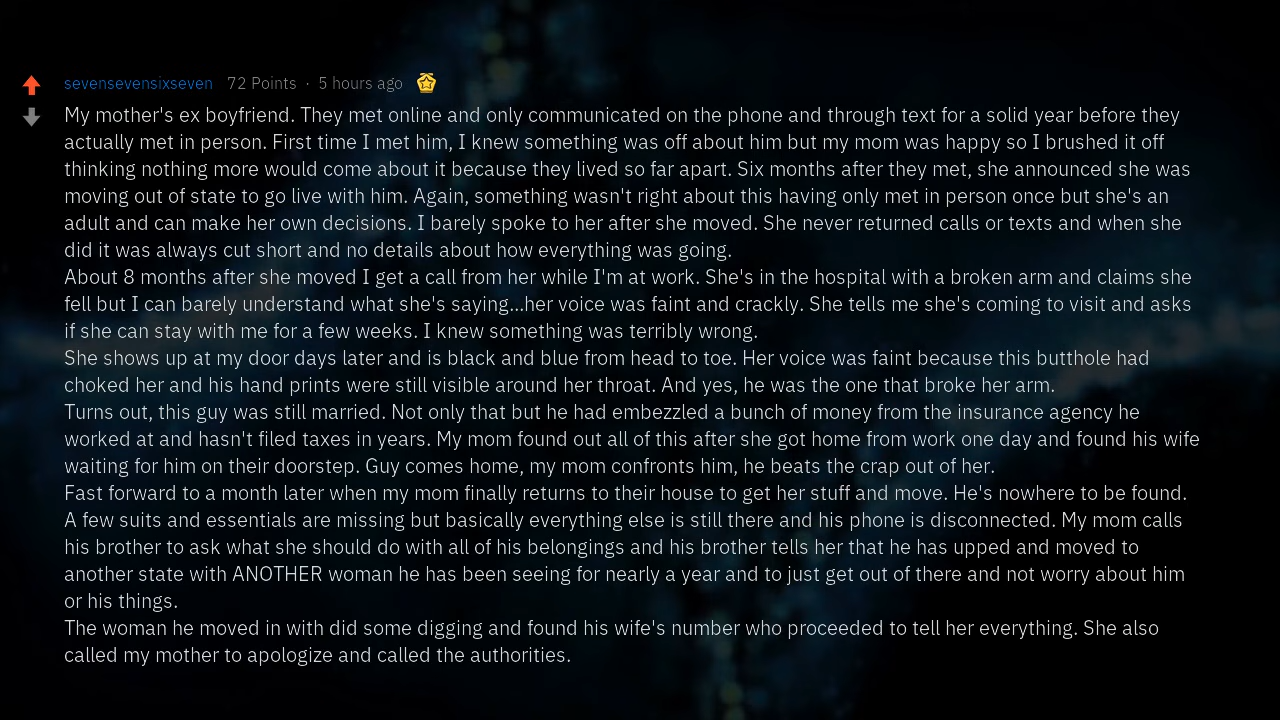 sevensevensixseven 72 Points · 5 hours ago
My mother's ex boyfriend. They met online and only communicated on the phone and through text for a solid year before they
actually met in person. First time I met him, I knew something was off about him but my mom was happy so I brushed it off
thinking nothing more would come about it because they lived so far apart. Six months after they met, she announced she was
moving out of state to go live with him. Again, something wasn't right about this having only met in person once but she's an
adult and can make her own decisions. I barely spoke to her after she moved. She never returned calls or texts and when she
did it was always cut short and no details about how everything was going.
About 8 months after she moved I get a call from her while I'm at work. She's in the hospital with a broken arm and claims she
fell but I can barely understand what she's saying...her voice was faint and crackly. She tells me she's coming to visit and asks
if she can stay with me for a few weeks. I knew something was terribly wrong.
She shows up at my door days later and is black and blue from head to toe. Her voice was faint because this butthole had
choked her and his hand prints were still visible around her throat. And yes, he was the one that broke her arm.
Turns out, this guy was still married. Not only that but he had embezzled a bunch of money from the insurance agency he
worked at and hasn't filed taxes in years. My mom found out all of this after she got home from work one day and found his wife
waiting for him on their doorstep. Guy comes home, my mom confronts him, he beats the crap out of her.
Fast forward to a month later when my mom finally returns to their house to get her stuff and move. He's nowhere to be found.
A few suits and essentials are missing but basically everything else is still there and his phone is disconnected. My mom calls
his brother to ask what she should do with all of his belongings and his brother tells her that he has upped and moved to
another state with ANOTHER woman he has been seeing for nearly a year and to just get out of there and not worry about him
or his things.
The woman he moved in with did some digging and found his wife's number who proceeded to tell her everything. She also
called my mother to apologize and called the authorities.